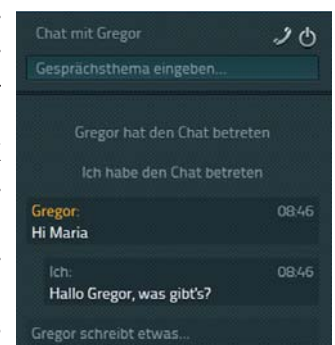 Chat mit Gregor
Gesprächsthema eingeben...
Gregor hat den Chat betreten
Ich habe den Chat betreten
Gregor: 08:46
Hi Maria
Ich: 08:46
Hallo Gregor, was gibt's?
Gregor schreibt etwas...